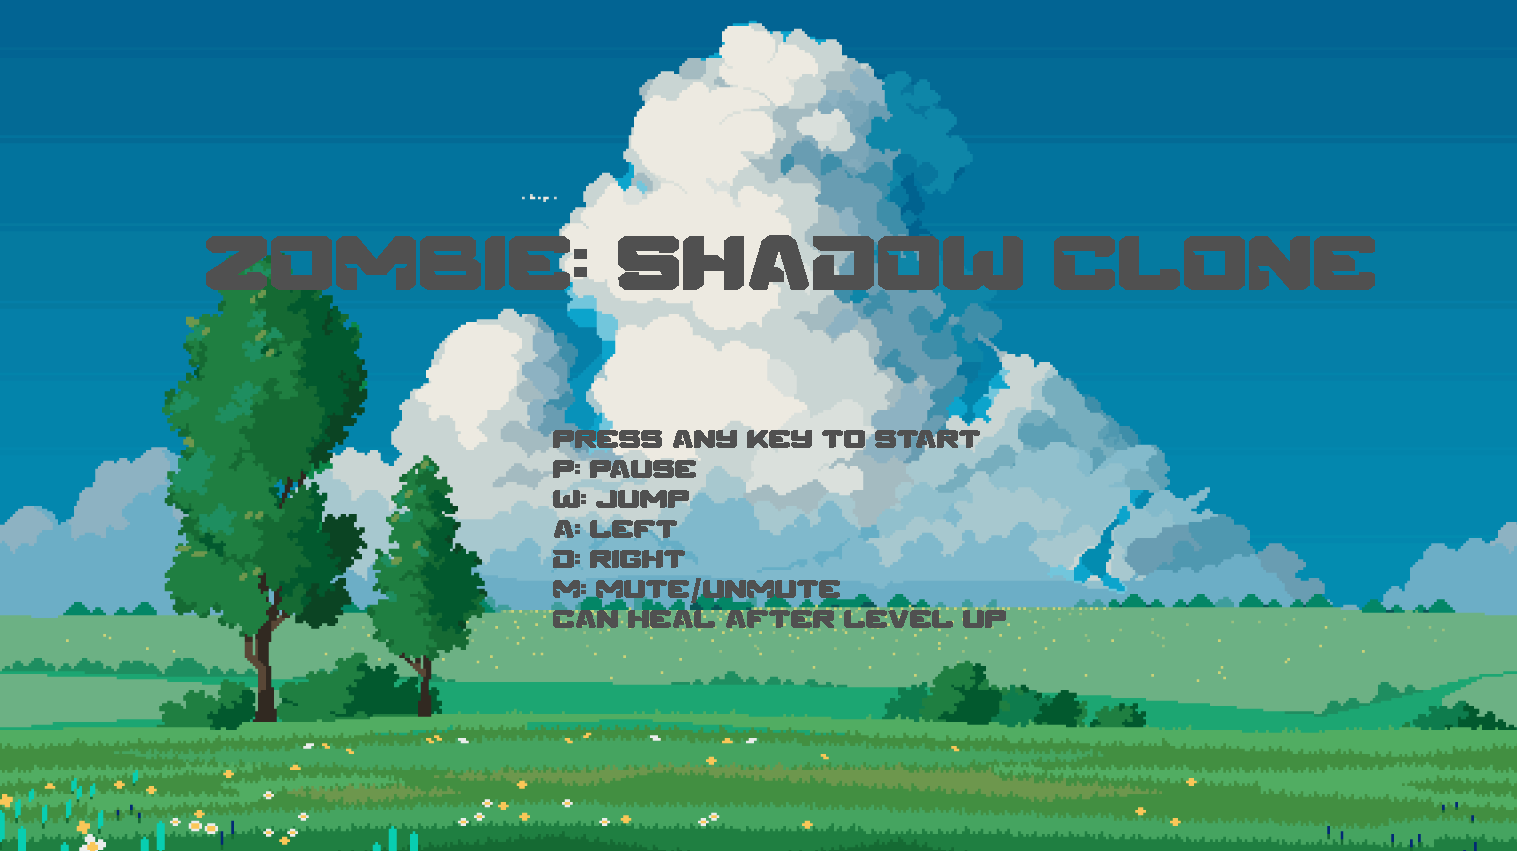 ZOMBIE: SHADOW CLONE
PRESS ANY KEY TO START
P: PAUSE
W: JUMP
A: LEFT
D: RIGHT
M: MUTE/UNMUTE
CAN HEAL AFTER LEVEL UP